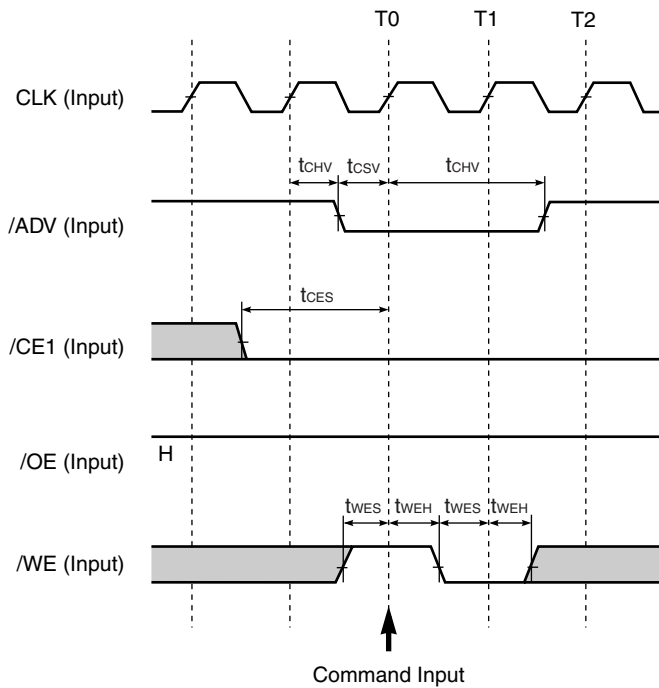 T0 T1 T2
CLK (Input)
tCHV tCSV tCHV
/ADV (Input)
tCES
/CE1 (Input)
H
/OE (Input)
tWES tWEH tWES tWEH
/WE (Input)
Command Input